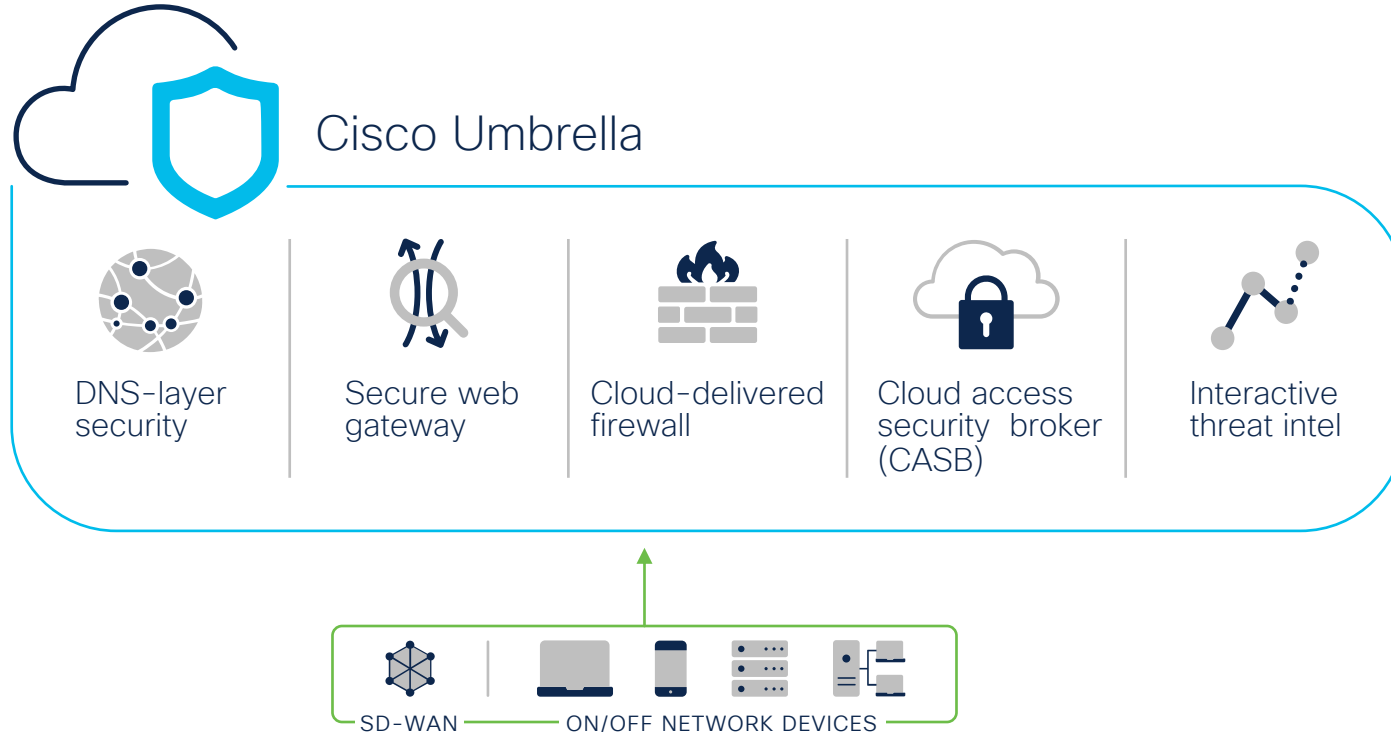 Cisco Umbrella
DNS-layer
security
Secure web
gateway
Cloud-delivered
firewall
Cloud access
security broker
(CASB)
Interactive
threat intel
SD-WAN
ON/OFF NETWORK DEVICES